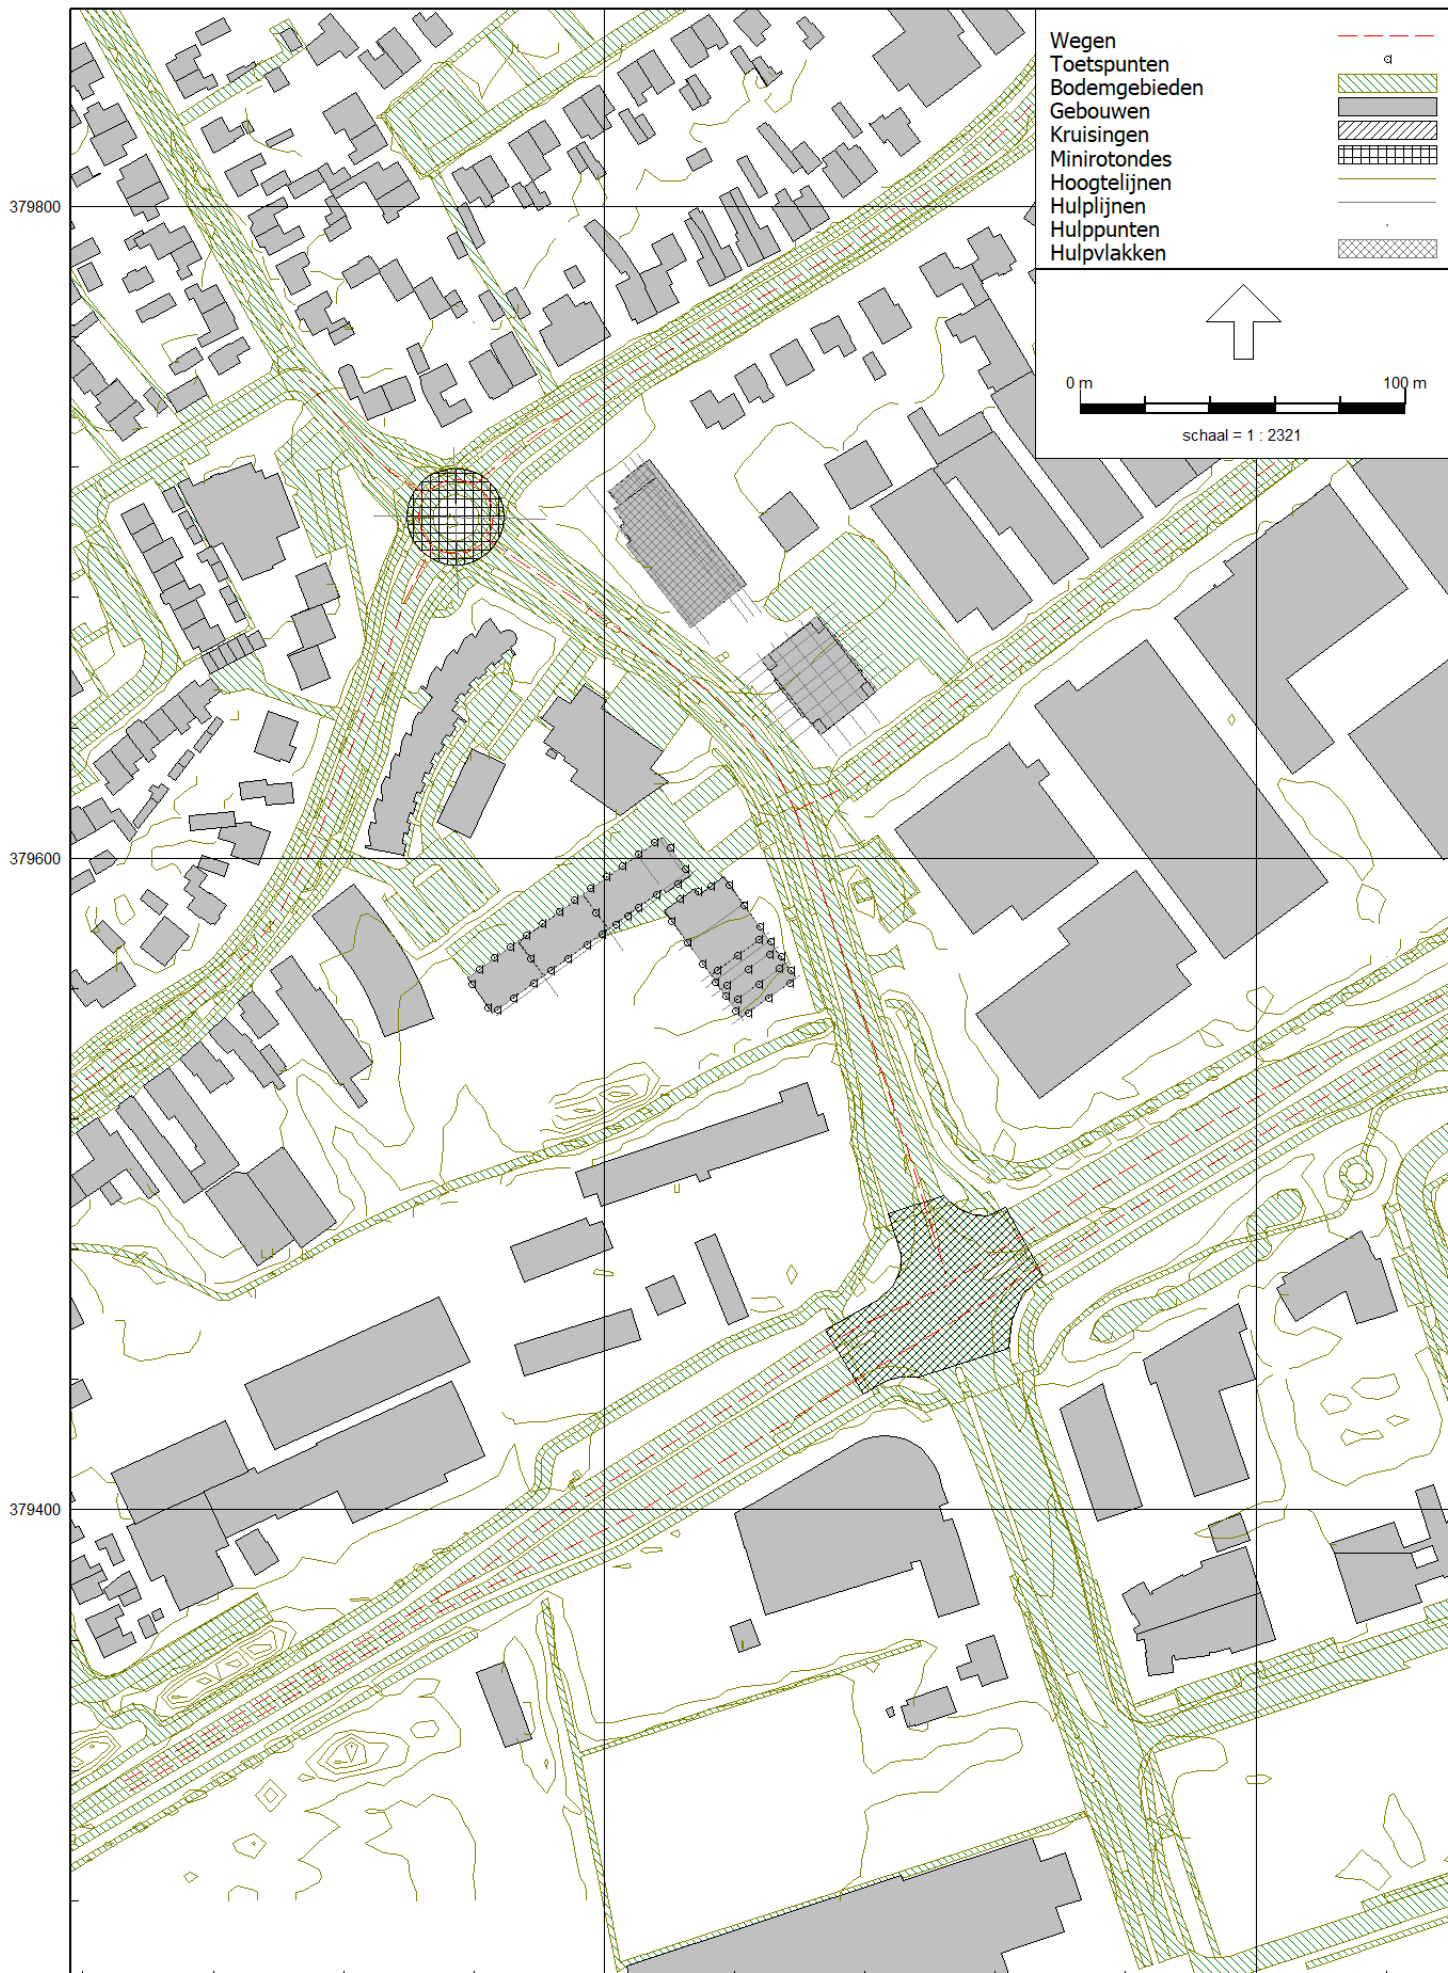 Wegen
Toetspunten
Bodemgebieden
Gebouwen
Kruisingen
Minirotondes
Hoogtelijnen
Hulplijnen
Hulppunten
Hulpvlakken
0 m 100 m
schaal = 1 : 2321
379800
379600
379400